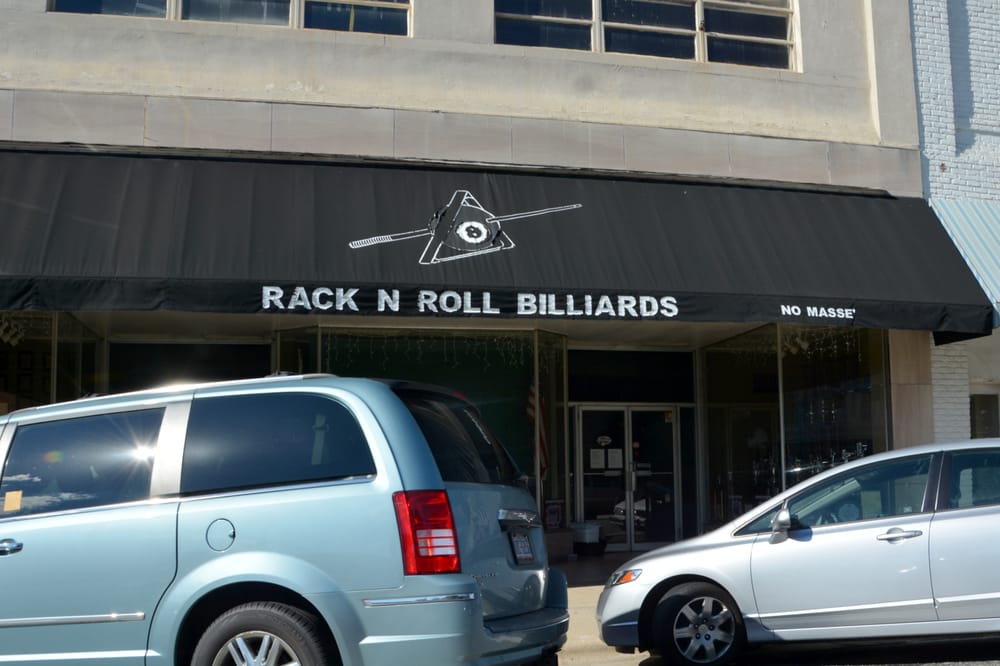 RACK N ROLL BILLIARDS
NO MASSE'